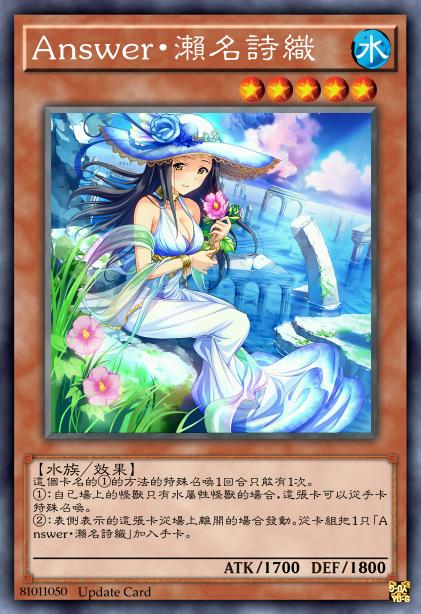 Answer・瀨名詩織
水
【水族/效果】
這個卡名的①的方法的特殊召喚1回合只能有1次。
①:自己場上的怪獸只有水屬性怪獸的場合,這張卡可以從手卡
特殊召喚。
②:表側表示的這張卡從場上離開的場合發動。從卡組把1只「A
nswer・瀨名詩織」加入手卡。
ATK/1700 DEF/1800
81011050 Update Card